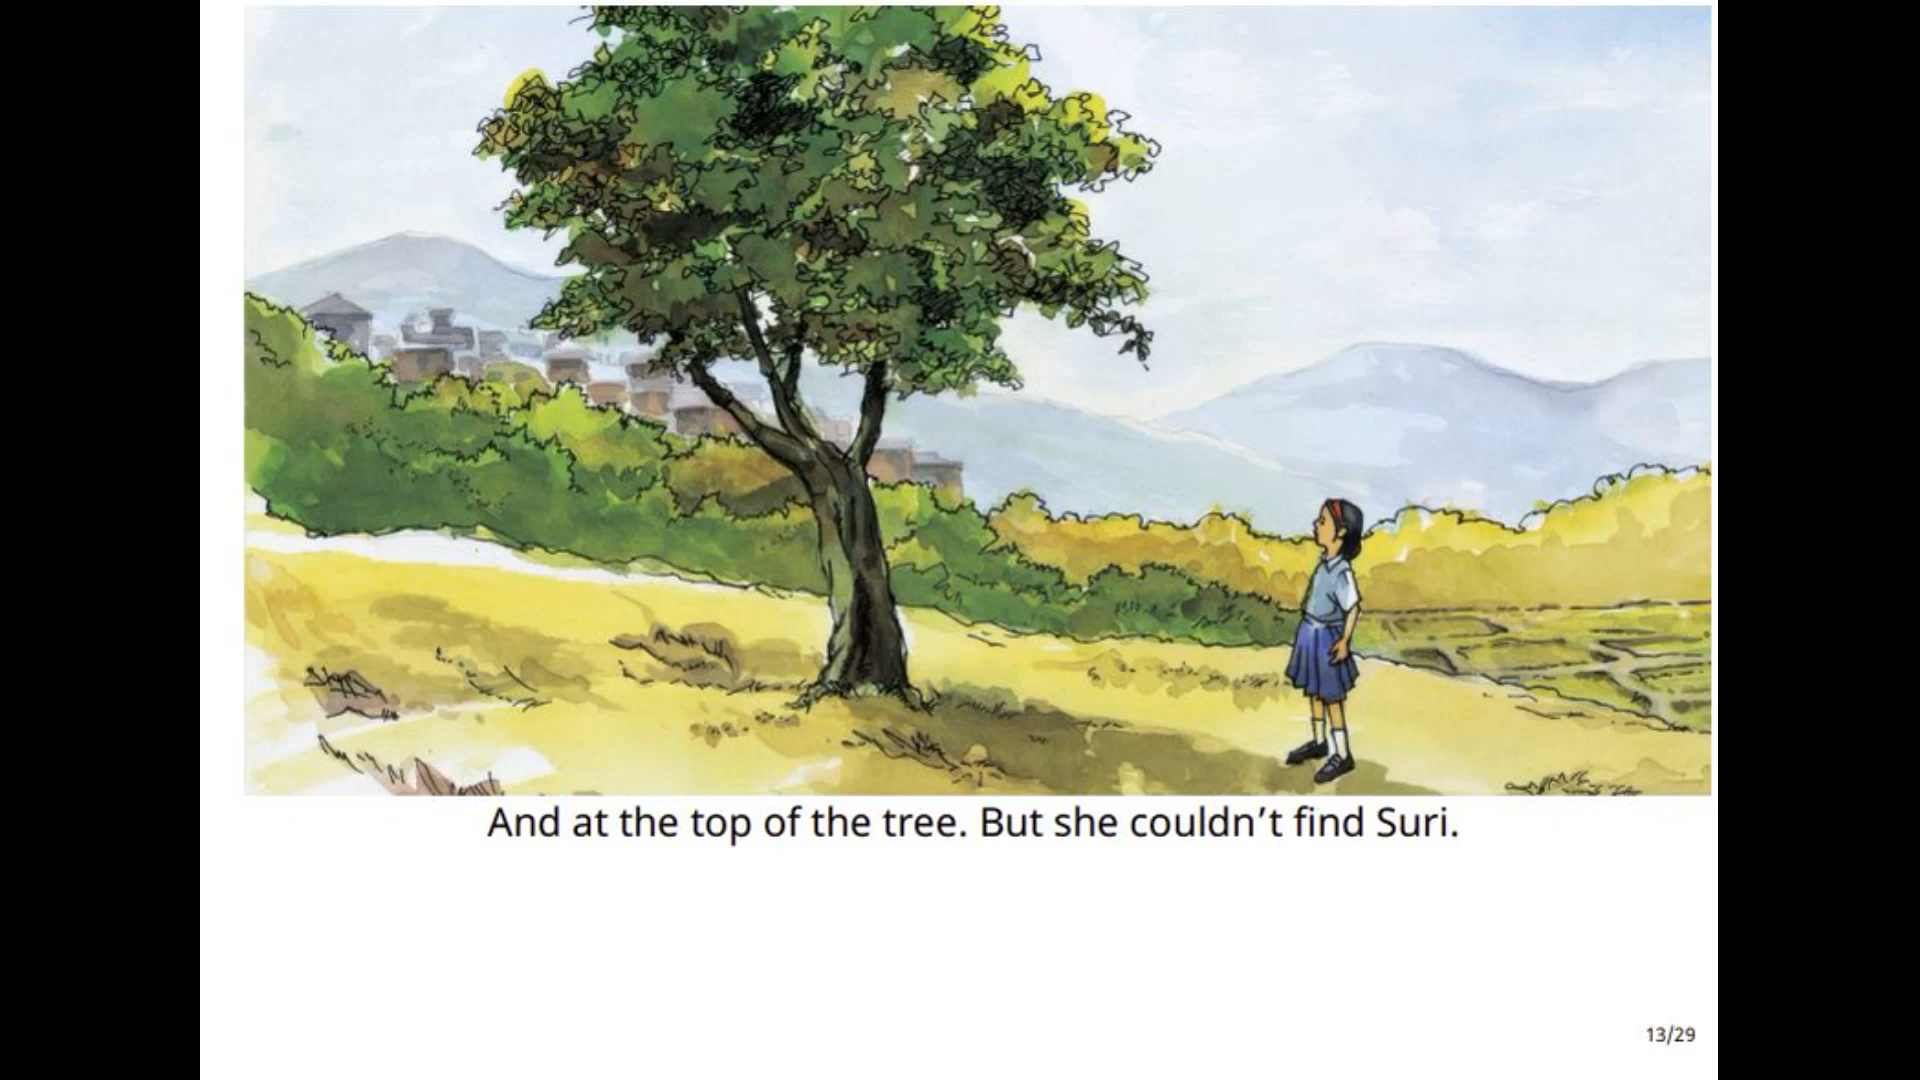 And at the top of the tree. But she couldn’t find Suri.
13/29